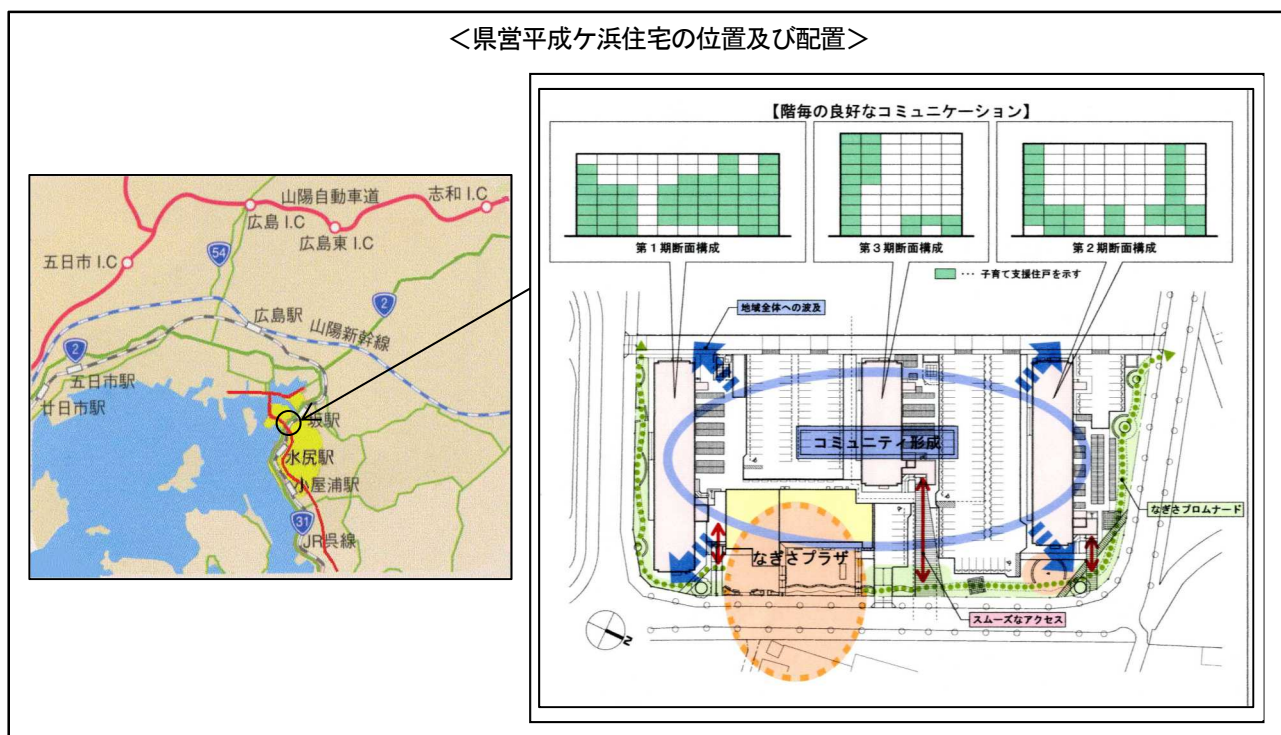 ＜県営平成ケ浜住宅の位置及び配置＞
【階毎の良好なコミュニケーション】
第1期断面構成
第3期断面構成
第2期断面構成
… 子育て支援住戸を示す
地域全体への波及
コミュニティ形成
なぎさプロムナード
なぎさプラザ
スムーズなアクセス
N
山陽自動車道
志和 I.C
広島 I.C
広島東 I.C
54
五日市 I.C
2
広島駅
山陽新幹線
2
五日市駅
廿日市駅
坂駅
水尻駅
小屋浦駅
31
JR呉線